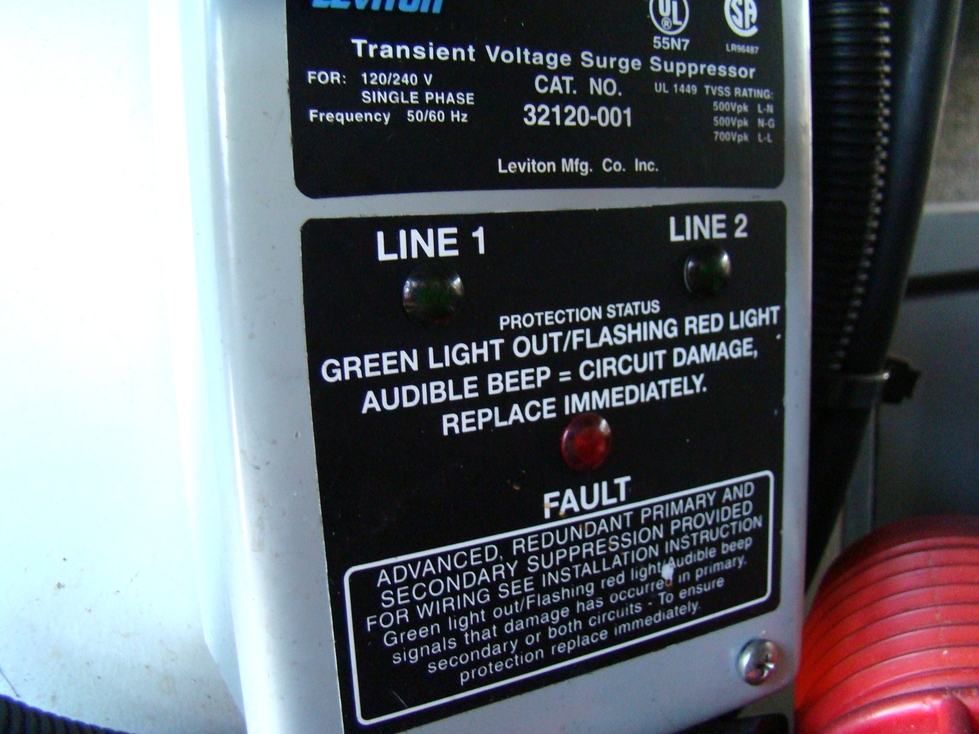 LEVITON
UL
®
55N7
SA
LR96487
Transient Voltage Surge Suppressor
FOR: 120/240 V
SINGLE PHASE
Frequency 50/60 Hz
CAT. NO.
32120-001
UL 1449 TVSS RATING:
500Vpk L-N
500Vpk N-G
700Vpk L-L
Leviton Mfg. Co. Inc.
LINE 1
LINE 2
PROTECTION STATUS
GREEN LIGHT OUT/FLASHING RED LIGHT
AUDIBLE BEEP = CIRCUIT DAMAGE,
REPLACE IMMEDIATELY.
FAULT
ADVANCED, REDUNDANT PRIMARY AND
SECONDARY SUPPRESSION PROVIDED
FOR WIRING SEE INSTALLATION INSTRUCTION
Green light out/Flashing red light/Audible beep
signals that damage has occurred in primary,
secondary or both circuits - To ensure
protection replace immediately.